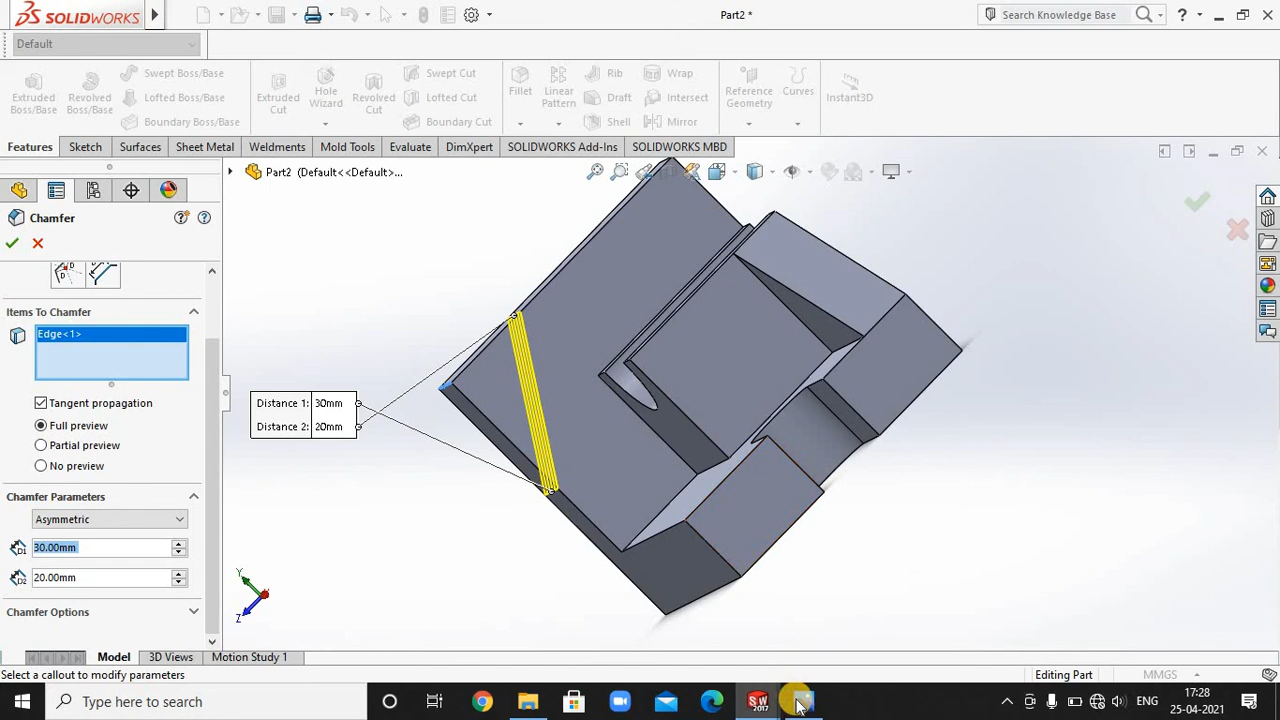 SOLIDWORKS
Part2 *
Search Knowledge Base
?
Default
Extruded Boss/Base
Revolved Boss/Base
Swept Boss/Base
Lofted Boss/Base
Boundary Boss/Base
Extruded Cut
Hole Wizard
Revolved Cut
Swept Cut
Lofted Cut
Boundary Cut
Fillet
Linear Pattern
Rib
Draft
Shell
Wrap
Intersect
Mirror
Reference Geometry
Curves
Instant3D
Features
Sketch
Surfaces
Sheet Metal
Weldments
Mold Tools
Evaluate
DimXpert
SOLIDWORKS Add-Ins
SOLIDWORKS MBD
Part2 (Default<<Default>...
Chamfer
Items To Chamfer
Edge<1>
Tangent propagation
Full preview
Partial preview
No preview
Chamfer Parameters
Asymmetric
D1 30.00mm
D2 20.00mm
Chamfer Options
Distance 1: 30mm
Distance 2: 20mm
Y
Z
Model
3D Views
Motion Study 1
Select a callout to modify parameters
Editing Part
MMGS
Type here to search
SW
2017
ENG
17:28
25-04-2021